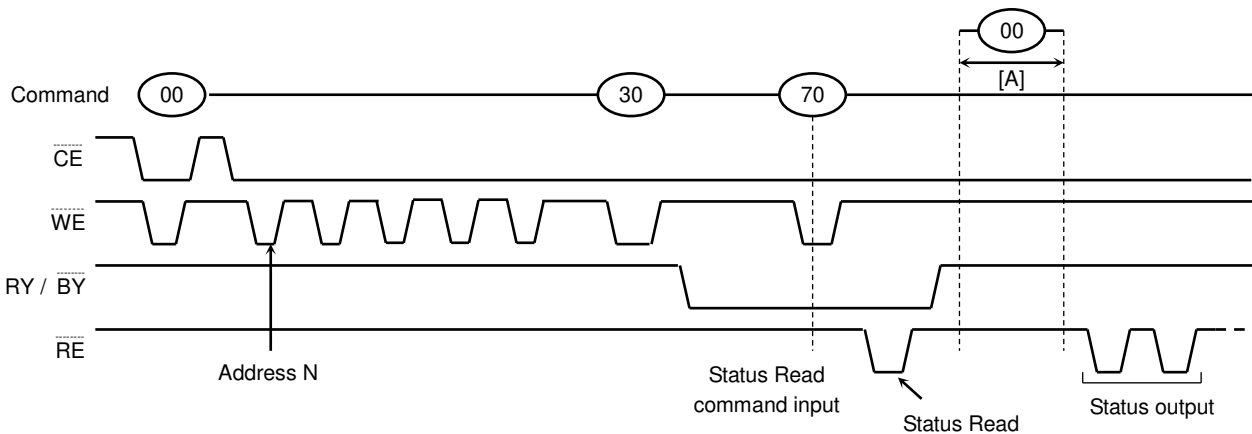 00
[A]
Command 00 30 70
CE
WE
RY / BY
RE
Address N
Status Read
command input
Status Read
Status output